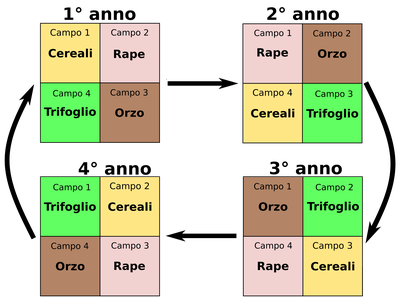 1° anno
Campo 1
Cereali
Campo 2
Rape
Campo 4
Trifoglio
Campo 3
Orzo
2° anno
Campo 1
Rape
Campo 2
Orzo
Campo 4
Cereali
Campo 3
Trifoglio
3° anno
Campo 1
Orzo
Campo 2
Trifoglio
Campo 4
Rape
Campo 3
Cereali
4° anno
Campo 1
Trifoglio
Campo 2
Cereali
Campo 4
Orzo
Campo 3
Rape